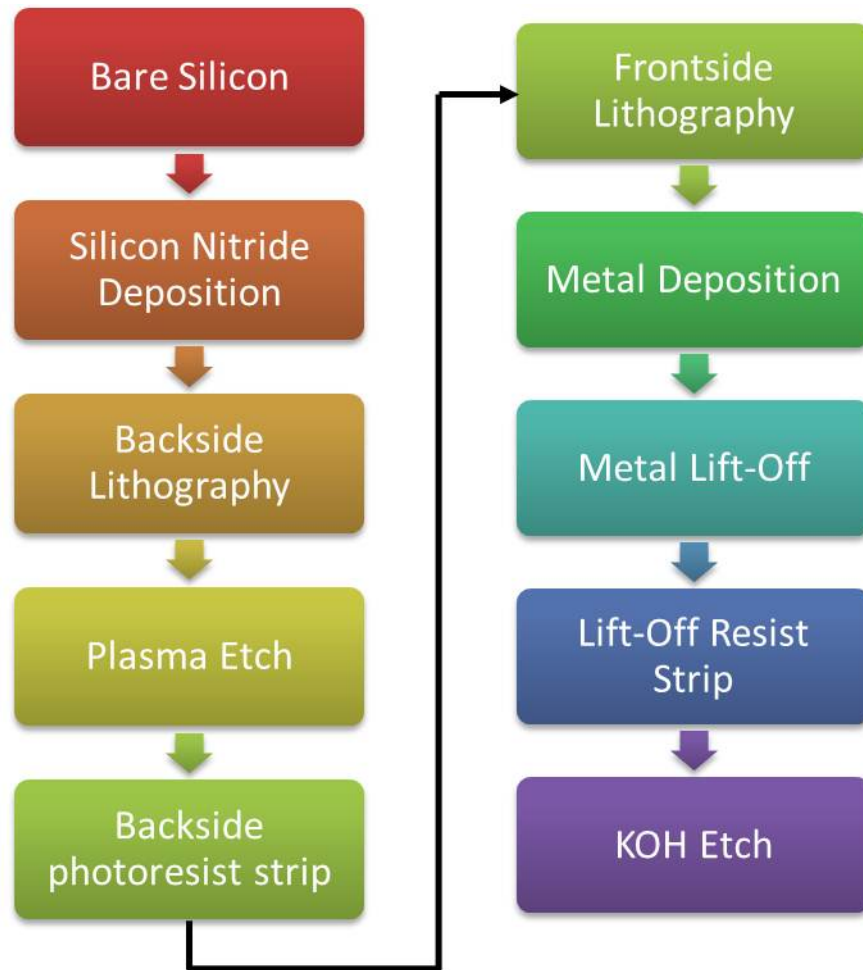 Bare Silicon
Silicon Nitride
Deposition
Backside
Lithography
Plasma Etch
Backside
photoresist strip
Frontside
Lithography
Metal Deposition
Metal Lift-Off
Lift-Off Resist
Strip
KOH Etch